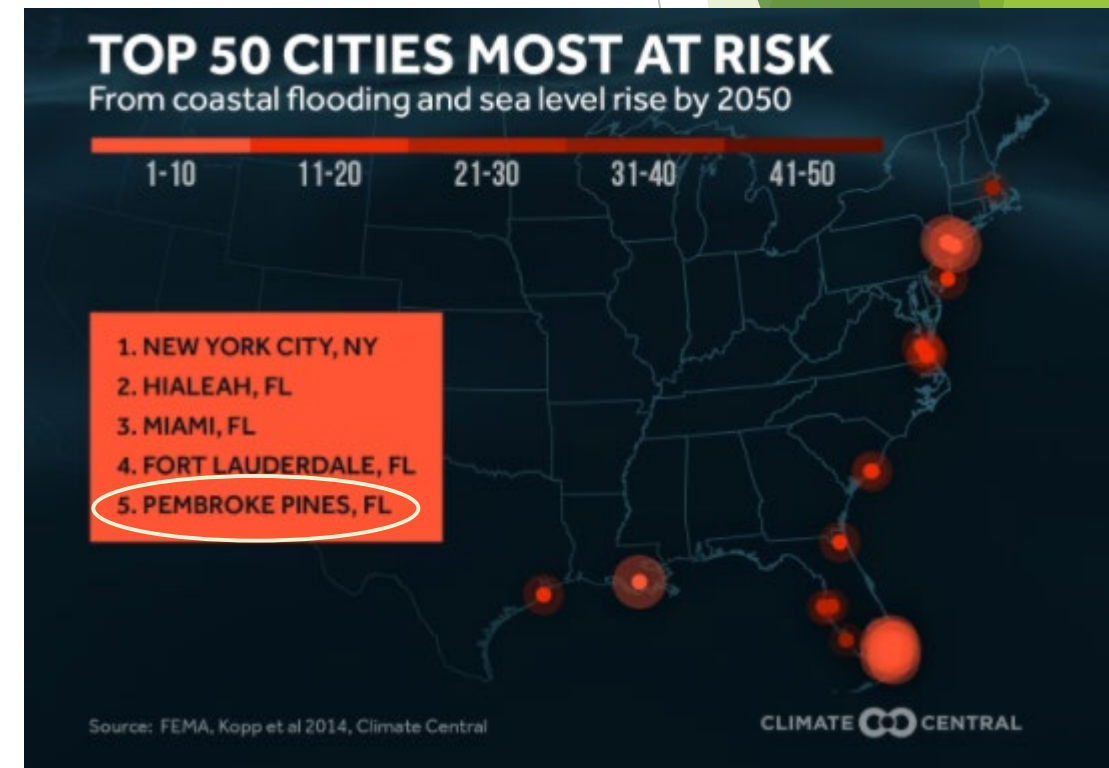 TOP 50 CITIES MOST AT RISK
From coastal flooding and sea level rise by 2050
1-10 11-20 21-30 31-40 41-50
1. NEW YORK CITY, NY
2. HIALEAH, FL
3. MIAMI, FL
4. FORT LAUDERDALE, FL
5. PEMBROKE PINES, FL
Source: FEMA, Kopp et al 2014, Climate Central
CLIMATE CENTRAL